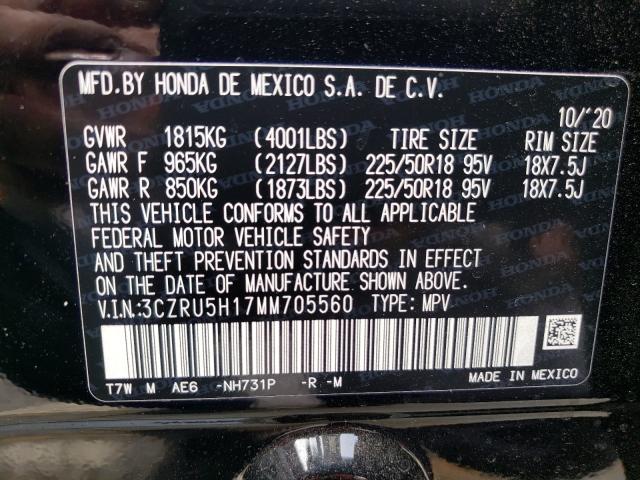 MFD.BY HONDA DE MEXICO S.A. DE C.V.
10/'20
GVWR 1815KG (4001LBS) TIRE SIZE RIM SIZE
GAWR F 965KG (2127LBS) 225/50R18 95V 18X7.5J
GAWR R 850KG (1873LBS) 225/50R18 95V 18X7.5J
THIS VEHICLE CONFORMS TO ALL APPLICABLE
FEDERAL MOTOR VEHICLE SAFETY
AND THEFT PREVENTION STANDARDS IN EFFECT
ON THE DATE OF MANUFACTURE SHOWN ABOVE.
V.I.N:3CZRU5H17MM705560 TYPE: MPV
T7W M AE6 -NH731P -R -M
MADE IN MEXICO